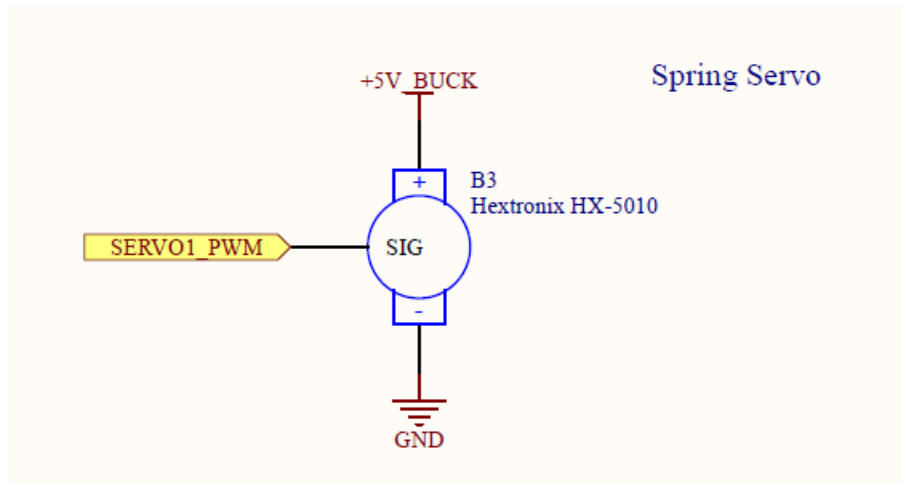 +5V_BUCK
Spring Servo
+
B3
Hextronix HX-5010
SERVO1_PWM
SIG
-
GND